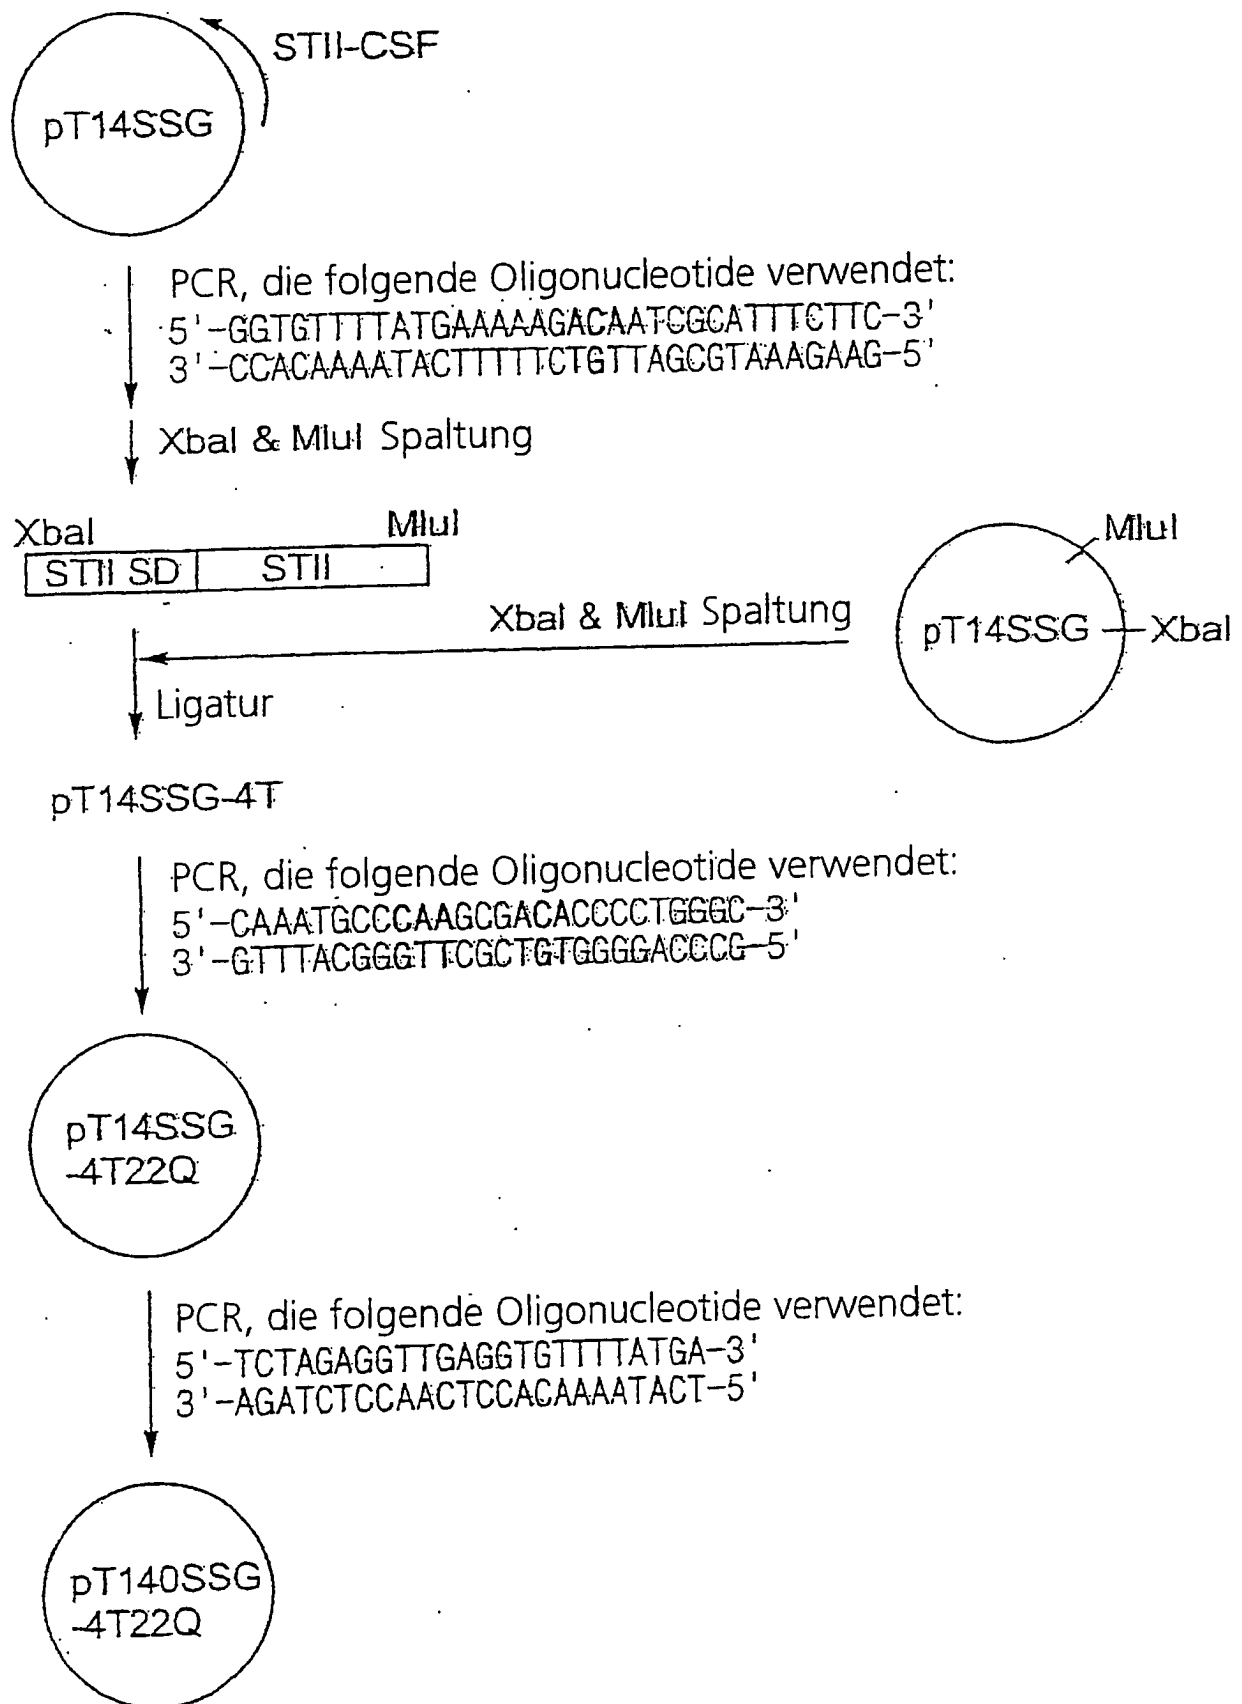 STII-CSF
pT14SSG
PCR, die folgende Oligonucleotide verwendet:
5'-GGTGTTTTATGAAAAAGACAATCGCATTTCTTC-3'
3'-CCACAAAATACTTTTTCTGTTAGCGTAAAGAAG-5'
XbaI & MluI Spaltung
XbaI MluI
STII SD STII
MluI
XbaI & MluI Spaltung
pT14SSG XbaI
Ligatur
pT14SSG-4T
PCR, die folgende Oligonucleotide verwendet:
5'-CAAATGCCCAAGCGACACCCCTGGGC-3'
3'-GTTTACGGGTTCGCTGTGGGGACCCG-5'
pT14SSG
-4T22Q
PCR, die folgende Oligonucleotide verwendet:
5'-TCTAGAGGTTGAGGTGTTTTATGA-3'
3'-AGATCTCCAACTCCACAAAATACT-5'
pT140SSG
-4T22Q